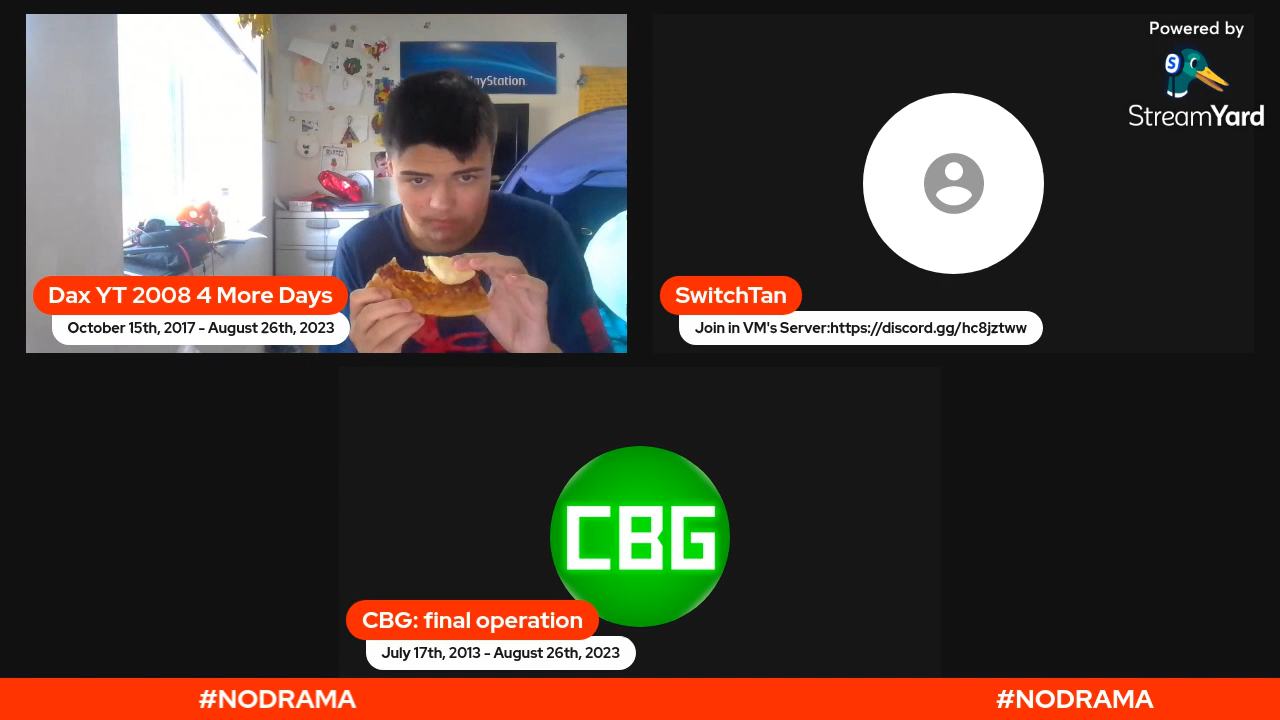 Powered by
StreamYard
PlayStation
Dax YT 2008 4 More Days
October 15th, 2017 - August 26th, 2023
SwitchTan
Join in VM's Server:https://discord.gg/hc8jztww
CBG
CBG: final operation
July 17th, 2013 - August 26th, 2023
#NODRAMA
#NODRAMA